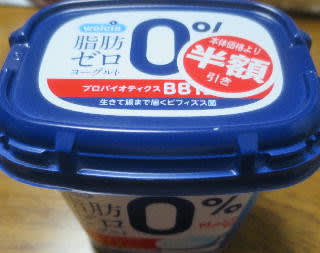 welcia
脂肪 0%
ゼロ
ヨーグルト
本体価格より
半額
引き
プロバイオティクス BB12
生きて腸まで届くビフィズス菌
脂肪 0%